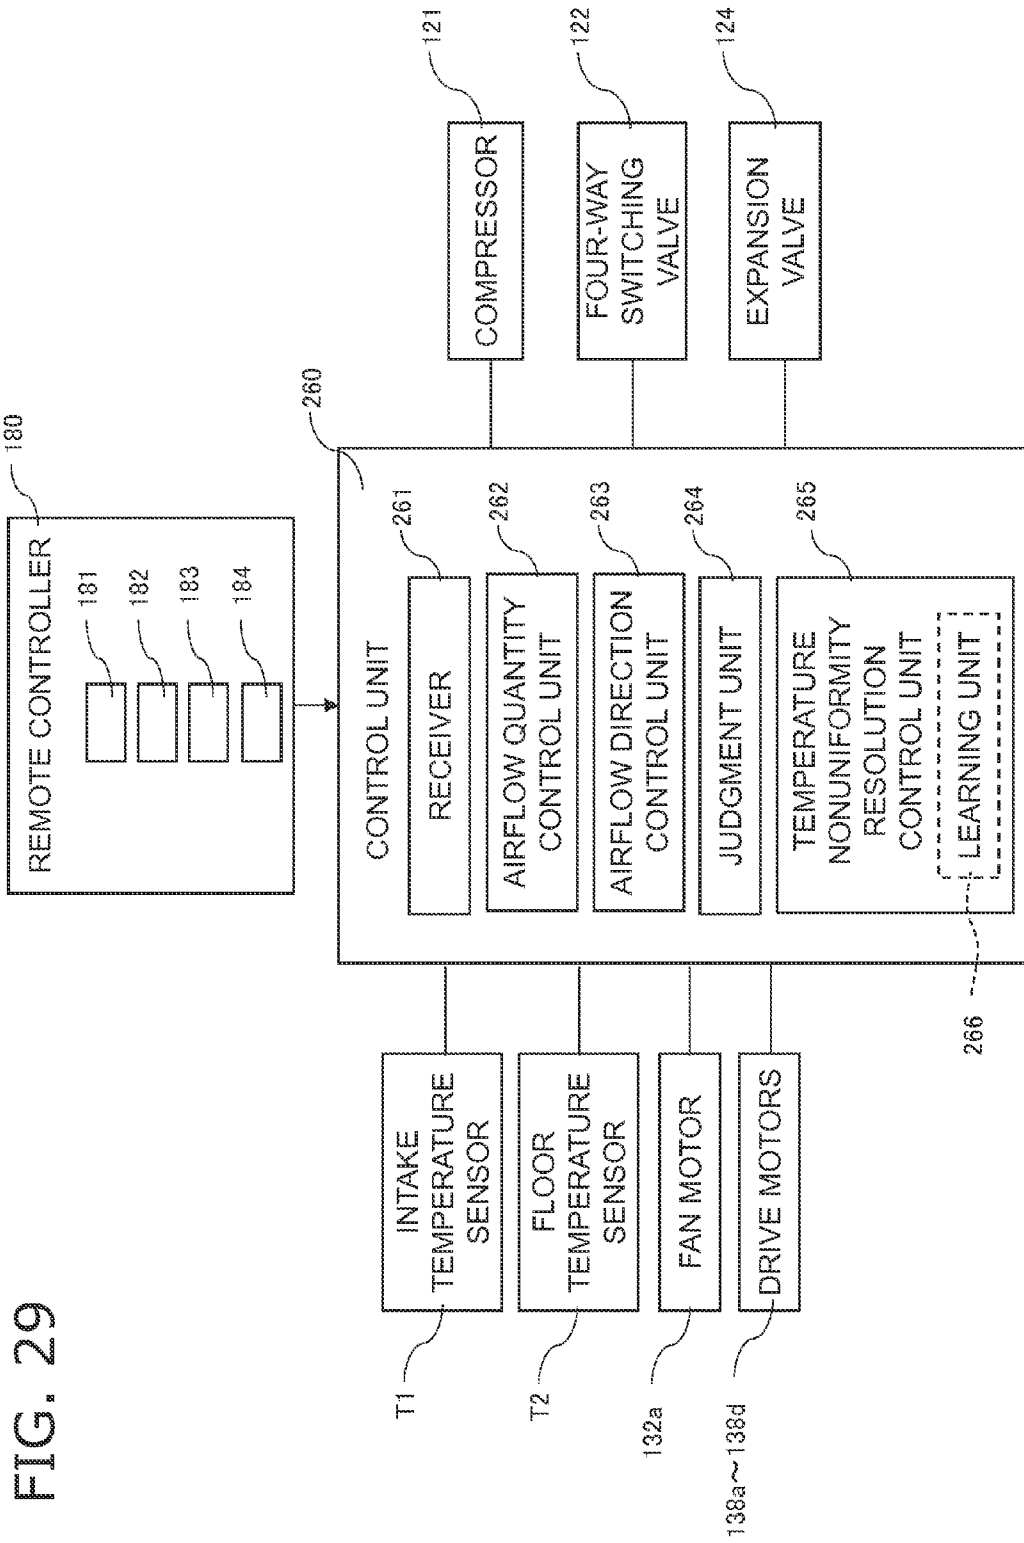 FIG. 29
REMOTE CONTROLLER
180
181
182
183
184
260
CONTROL UNIT
RECEIVER
261
AIRFLOW QUANTITY
CONTROL UNIT
262
AIRFLOW DIRECTION
CONTROL UNIT
263
JUDGMENT UNIT
264
TEMPERATURE
NONUNIFORMITY
RESOLUTION
CONTROL UNIT
265
LEARNING UNIT
266
INTAKE
TEMPERATURE
SENSOR
T1
FLOOR
TEMPERATURE
SENSOR
T2
FAN MOTOR
132a
DRIVE MOTORS
138a～138d
COMPRESSOR
121
FOUR-WAY
SWITCHING
VALVE
122
EXPANSION
VALVE
124